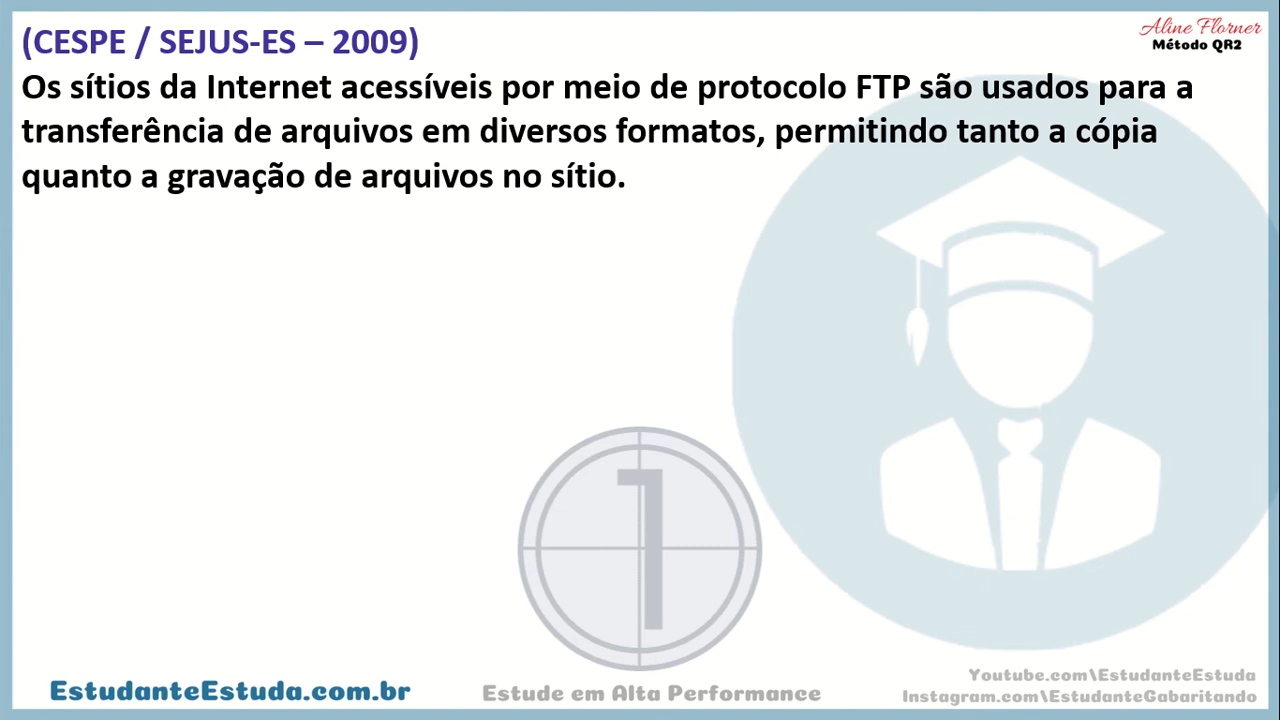 (CESPE / SEJUS-ES – 2009)
Aline Florner
Método QR2
Os sítios da Internet acessíveis por meio de protocolo FTP são usados para a
transferência de arquivos em diversos formatos, permitindo tanto a cópia
quanto a gravação de arquivos no sítio.
1
EstudanteEstuda.com.br
Estude em Alta Performance
Youtube.com\EstudanteEstuda
Instagram.com\EstudanteGabaritando